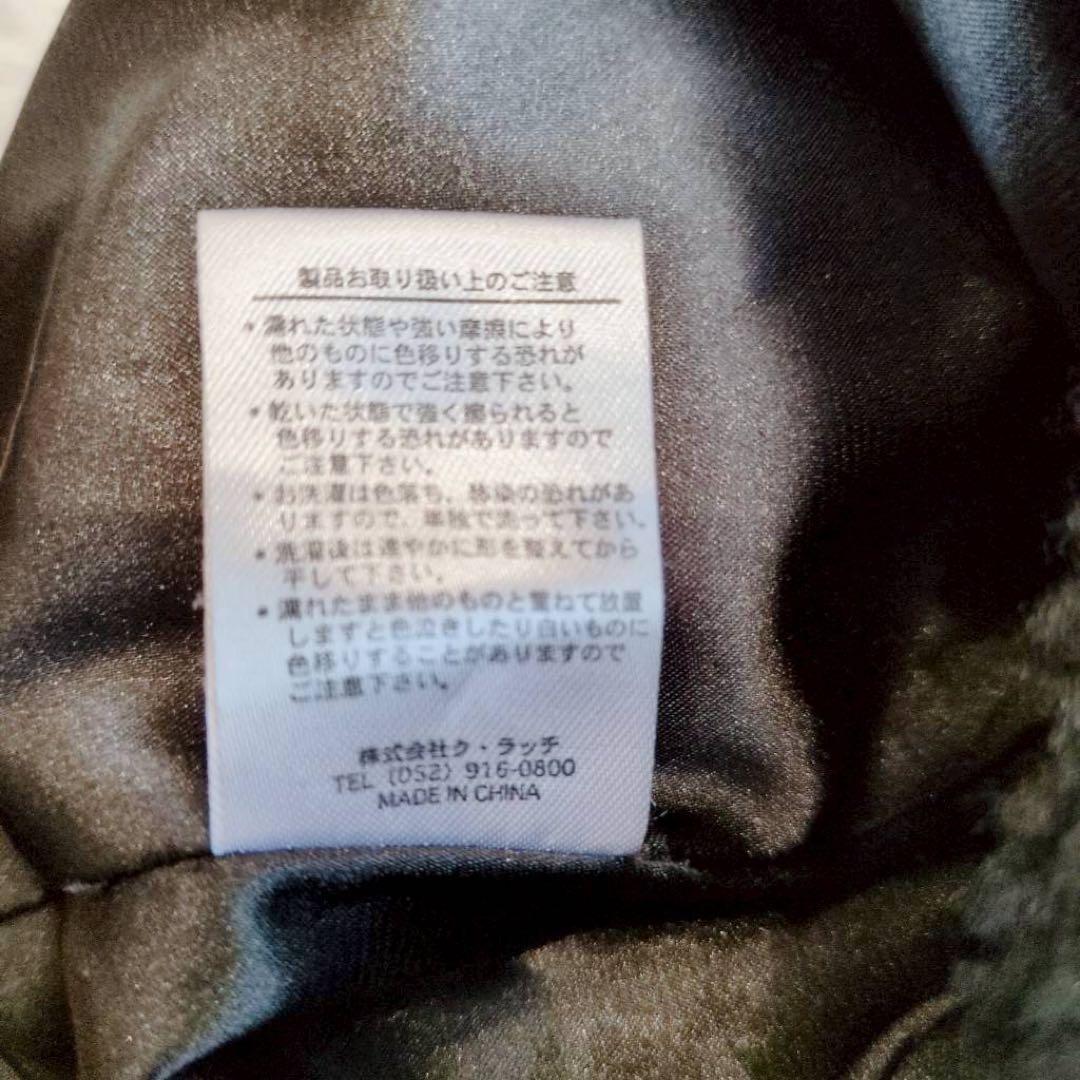 製品お取り扱い上のご注意
• 濡れた状態や強い摩擦により
他のものに色移りする恐れが
ありますのでご注意下さい。
• 乾いた状態で強く擦られると
色移りする恐れがありますので
ご注意下さい。
• お洗濯は色落ち、移染の恐れがあ
りますので、単独で洗って下さい。
• 洗濯後は速やかに形を整えてから
干して下さい。
• 濡れたまま他のものと重ねて放置
しますと色泣きしたり白いものに
色移りすることがありますので
ご注意下さい。
株式会社ク・ラッチ
TEL (052) 916-0800
MADE IN CHINA